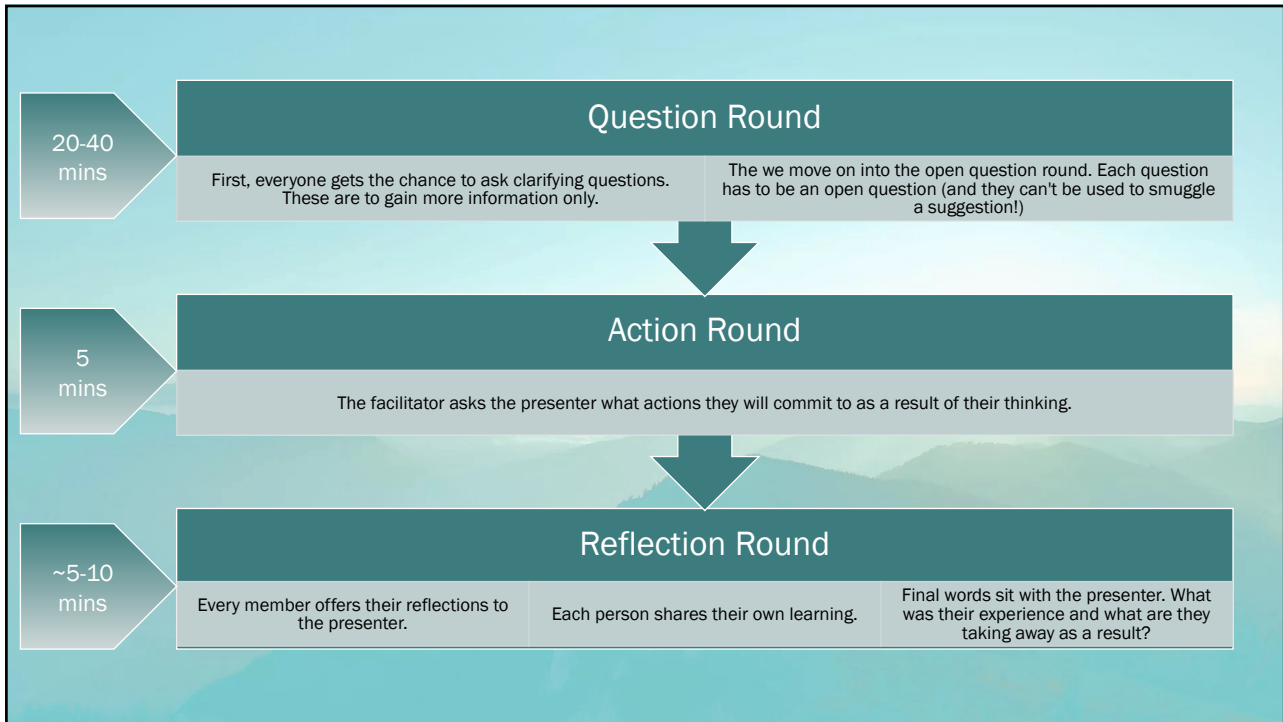 20-40
mins
Question Round
First, everyone gets the chance to ask clarifying questions.
These are to gain more information only.
The we move on into the open question round. Each question
has to be an open question (and they can't be used to smuggle
a suggestion!)
5
mins
Action Round
The facilitator asks the presenter what actions they will commit to as a result of their thinking.
~5-10
mins
Reflection Round
Every member offers their reflections to
the presenter.
Each person shares their own learning.
Final words sit with the presenter. What
was their experience and what are they
taking away as a result?